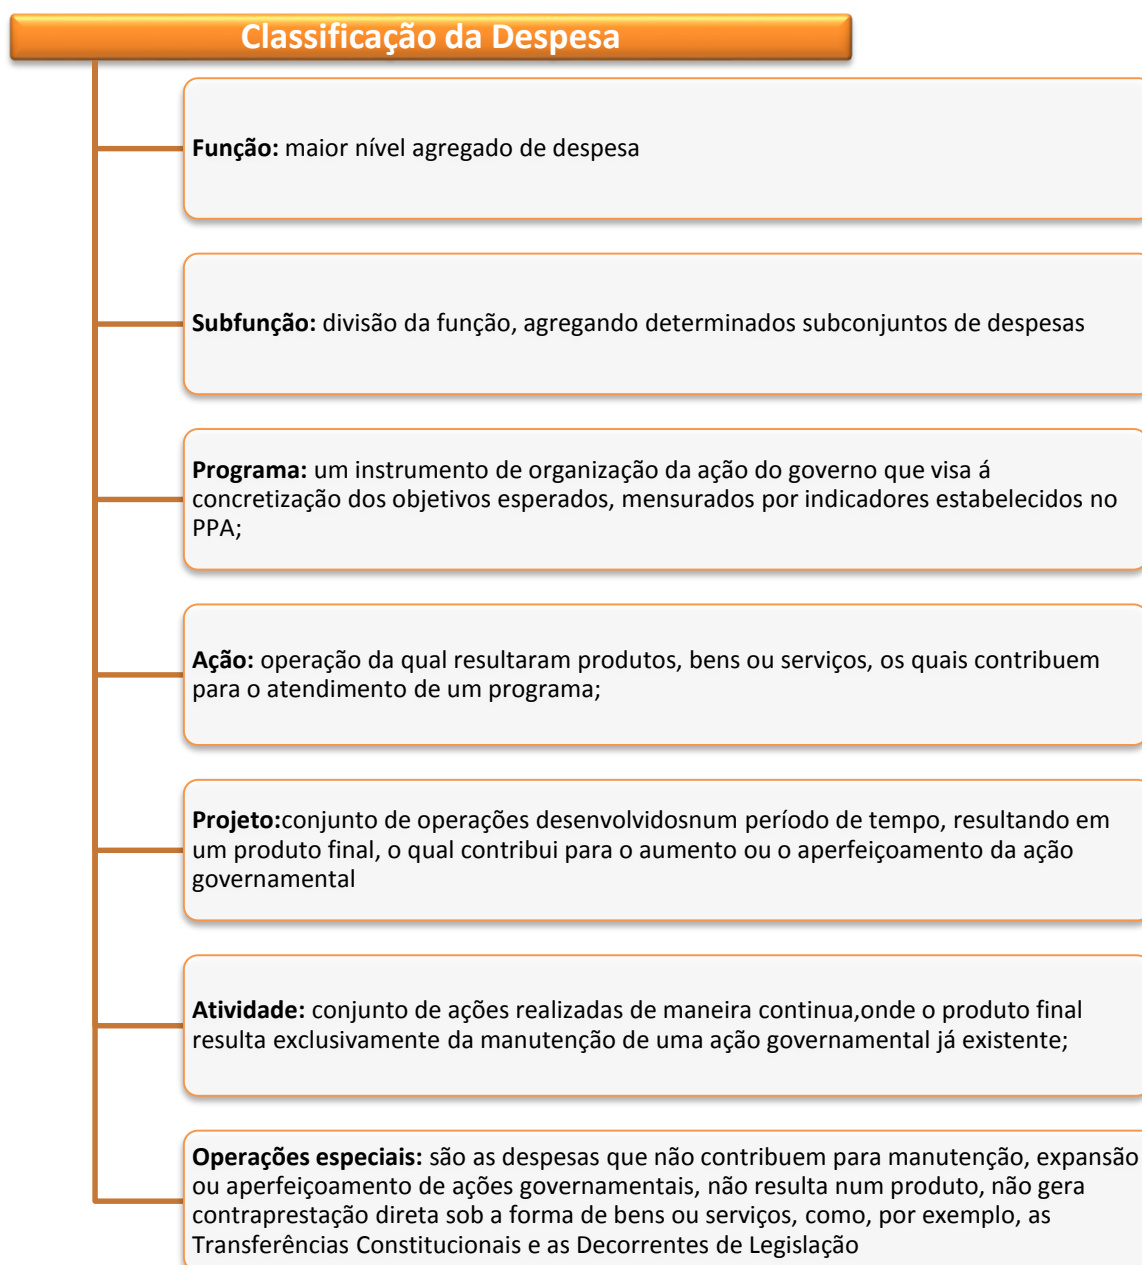 Classificação da Despesa
Função: maior nível agregado de despesa
Subfunção: divisão da função, agregando determinados subconjuntos de despesas
Programa: um instrumento de organização da ação do governo que visa á
concretização dos objetivos esperados, mensurados por indicadores estabelecidos no
PPA;
Ação: operação da qual resultaram produtos, bens ou serviços, os quais contribuem
para o atendimento de um programa;
Projeto:conjunto de operações desenvolvidosnum período de tempo, resultando em
um produto final, o qual contribui para o aumento ou o aperfeiçoamento da ação
governamental
Atividade: conjunto de ações realizadas de maneira continua,onde o produto final
resulta exclusivamente da manutenção de uma ação governamental já existente;
Operações especiais: são as despesas que não contribuem para manutenção, expansão
ou aperfeiçoamento de ações governamentais, não resulta num produto, não gera
contraprestação direta sob a forma de bens ou serviços, como, por exemplo, as
Transferências Constitucionais e as Decorrentes de Legislação